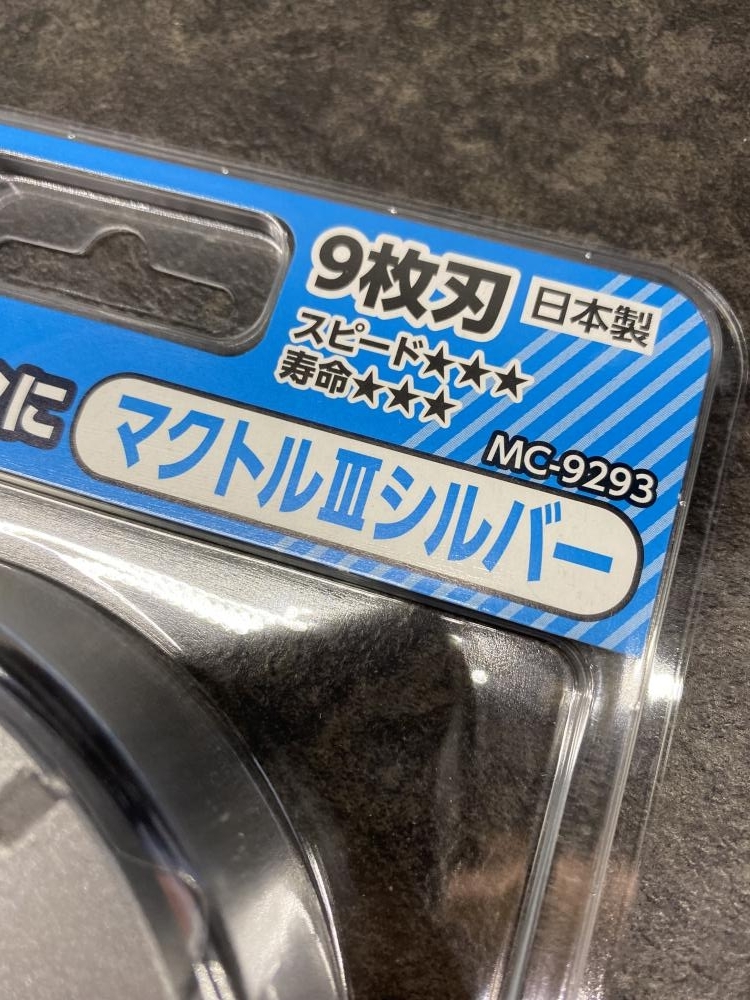 9枚刃 日本製
スピード★★★
寿命★★★
に
MC-9293
マクトルⅢシルバー